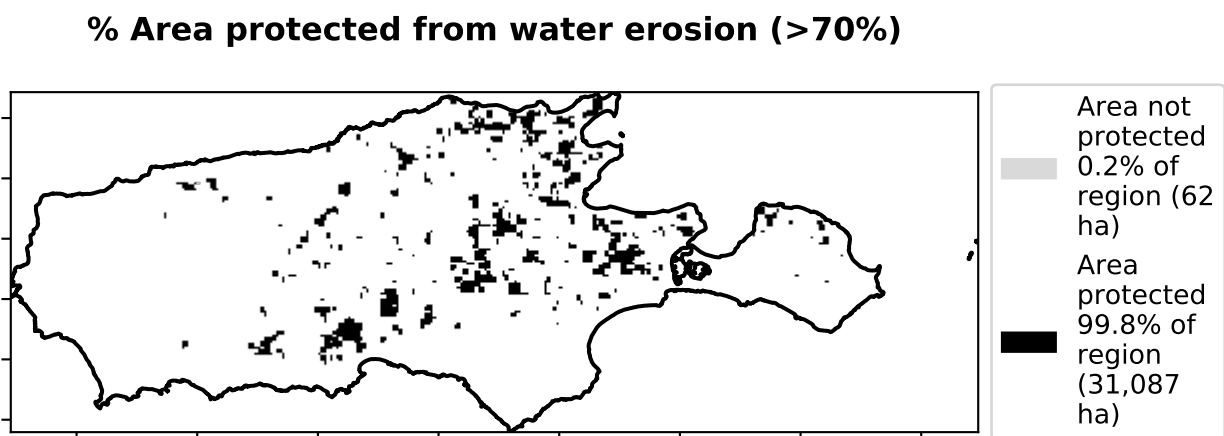 % Area protected from water erosion (>70%)
Area not
protected
0.2% of
region (62
ha)
Area
protected
99.8% of
region
(31,087
ha)